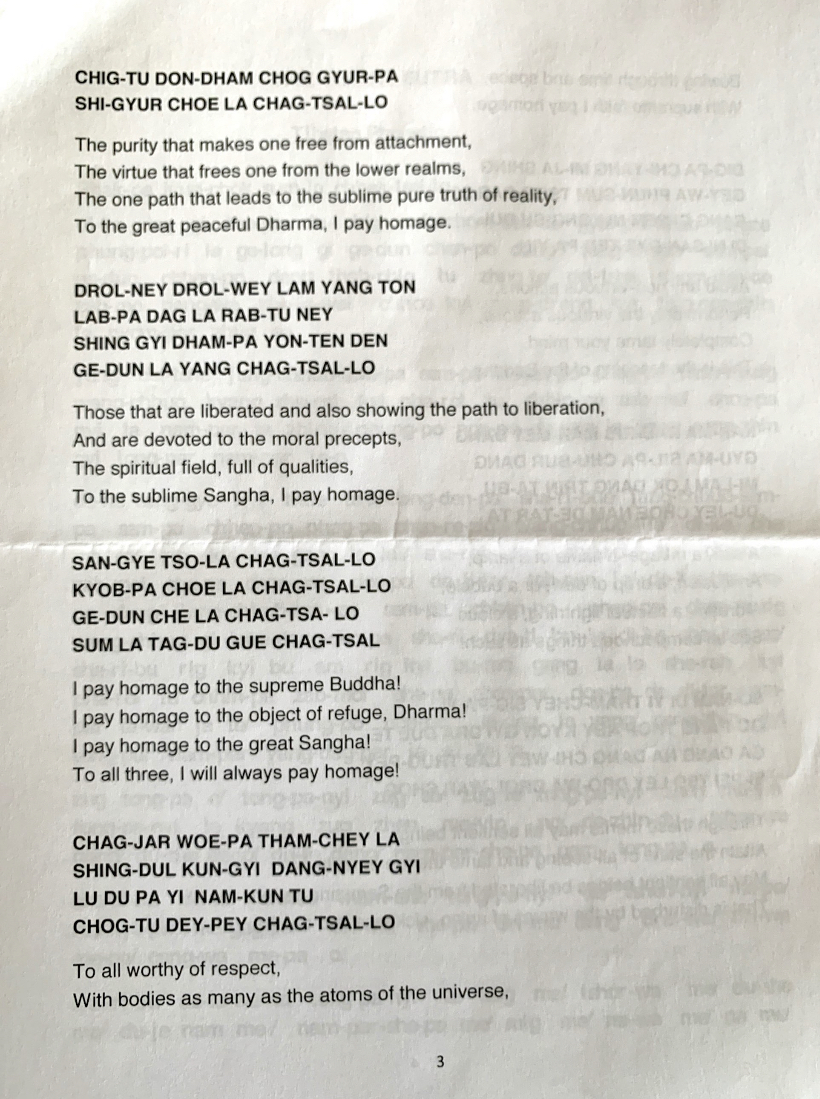 CHIG-TU DON-DHAM CHOG GYUR-PA
SHI-GYUR CHOE LA CHAG-TSAL-LO
The purity that makes one free from attachment,
The virtue that frees one from the lower realms,
The one path that leads to the sublime pure truth of reality,
To the great peaceful Dharma, I pay homage.
DROL-NEY DROL-WEY LAM YANG TON
LAB-PA DAG LA RAB-TU NEY
SHING GYI DHAM-PA YON-TEN DEN
GE-DUN LA YANG CHAG-TSAL-LO
Those that are liberated and also showing the path to liberation,
And are devoted to the moral precepts,
The spiritual field, full of qualities,
To the sublime Sangha, I pay homage.
SAN-GYE TSO-LA CHAG-TSAL-LO
KYOB-PA CHOE LA CHAG-TSAL-LO
GE-DUN CHE LA CHAG-TSA- LO
SUM LA TAG-DU GUE CHAG-TSAL
I pay homage to the supreme Buddha!
I pay homage to the object of refuge, Dharma!
I pay homage to the great Sangha!
To all three, I will always pay homage!
CHAG-JAR WOE-PA THAM-CHEY LA
SHING-DUL KUN-GYI  DANG-NYEY GYI
LU DU PA YI  NAM-KUN TU
CHOG-TU DEY-PEY CHAG-TSAL-LO
To all worthy of respect,
With bodies as many as the atoms of the universe,
3